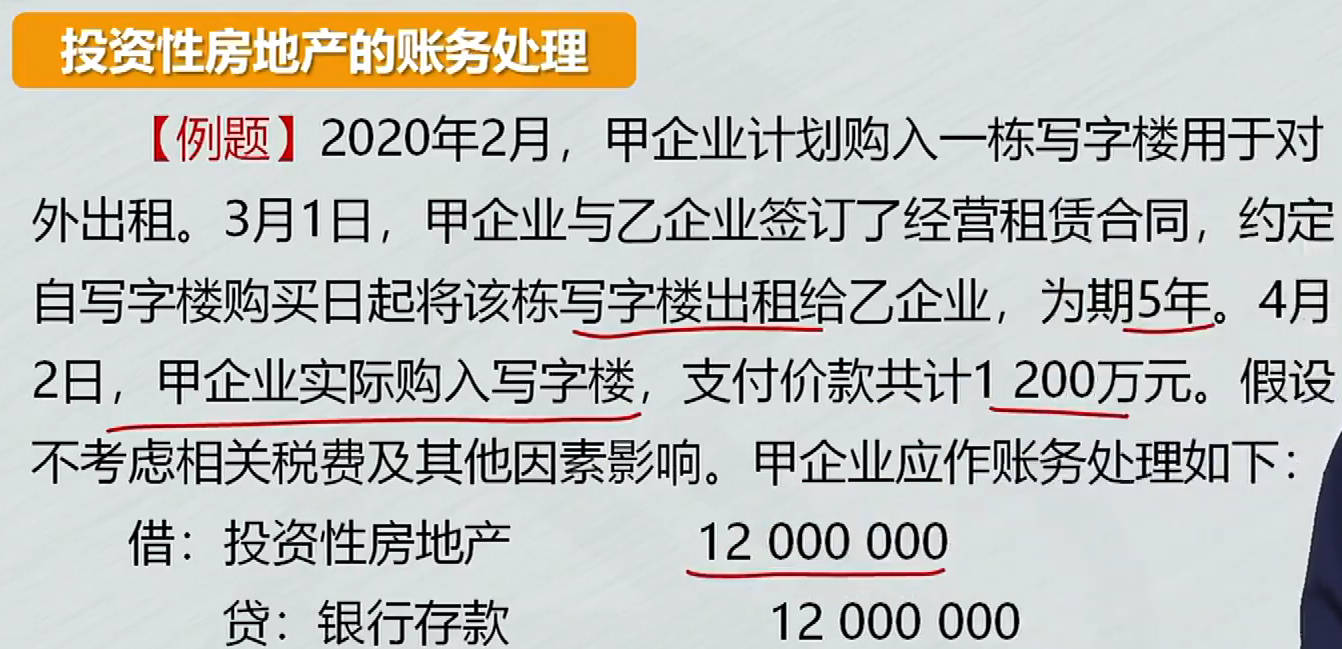 投资性房地产的账务处理
【例题】2020年2月，甲企业计划购入一栋写字楼用于对
外出租。3月1日，甲企业与乙企业签订了经营租赁合同，约定
自写字楼购买日起将该栋写字楼出租给乙企业，为期5年。4月
2日，甲企业实际购入写字楼，支付价款共计1 200万元。假设
不考虑相关税费及其他因素影响。甲企业应作账务处理如下：
借：投资性房地产 12 000 000
贷：银行存款 12 000 000